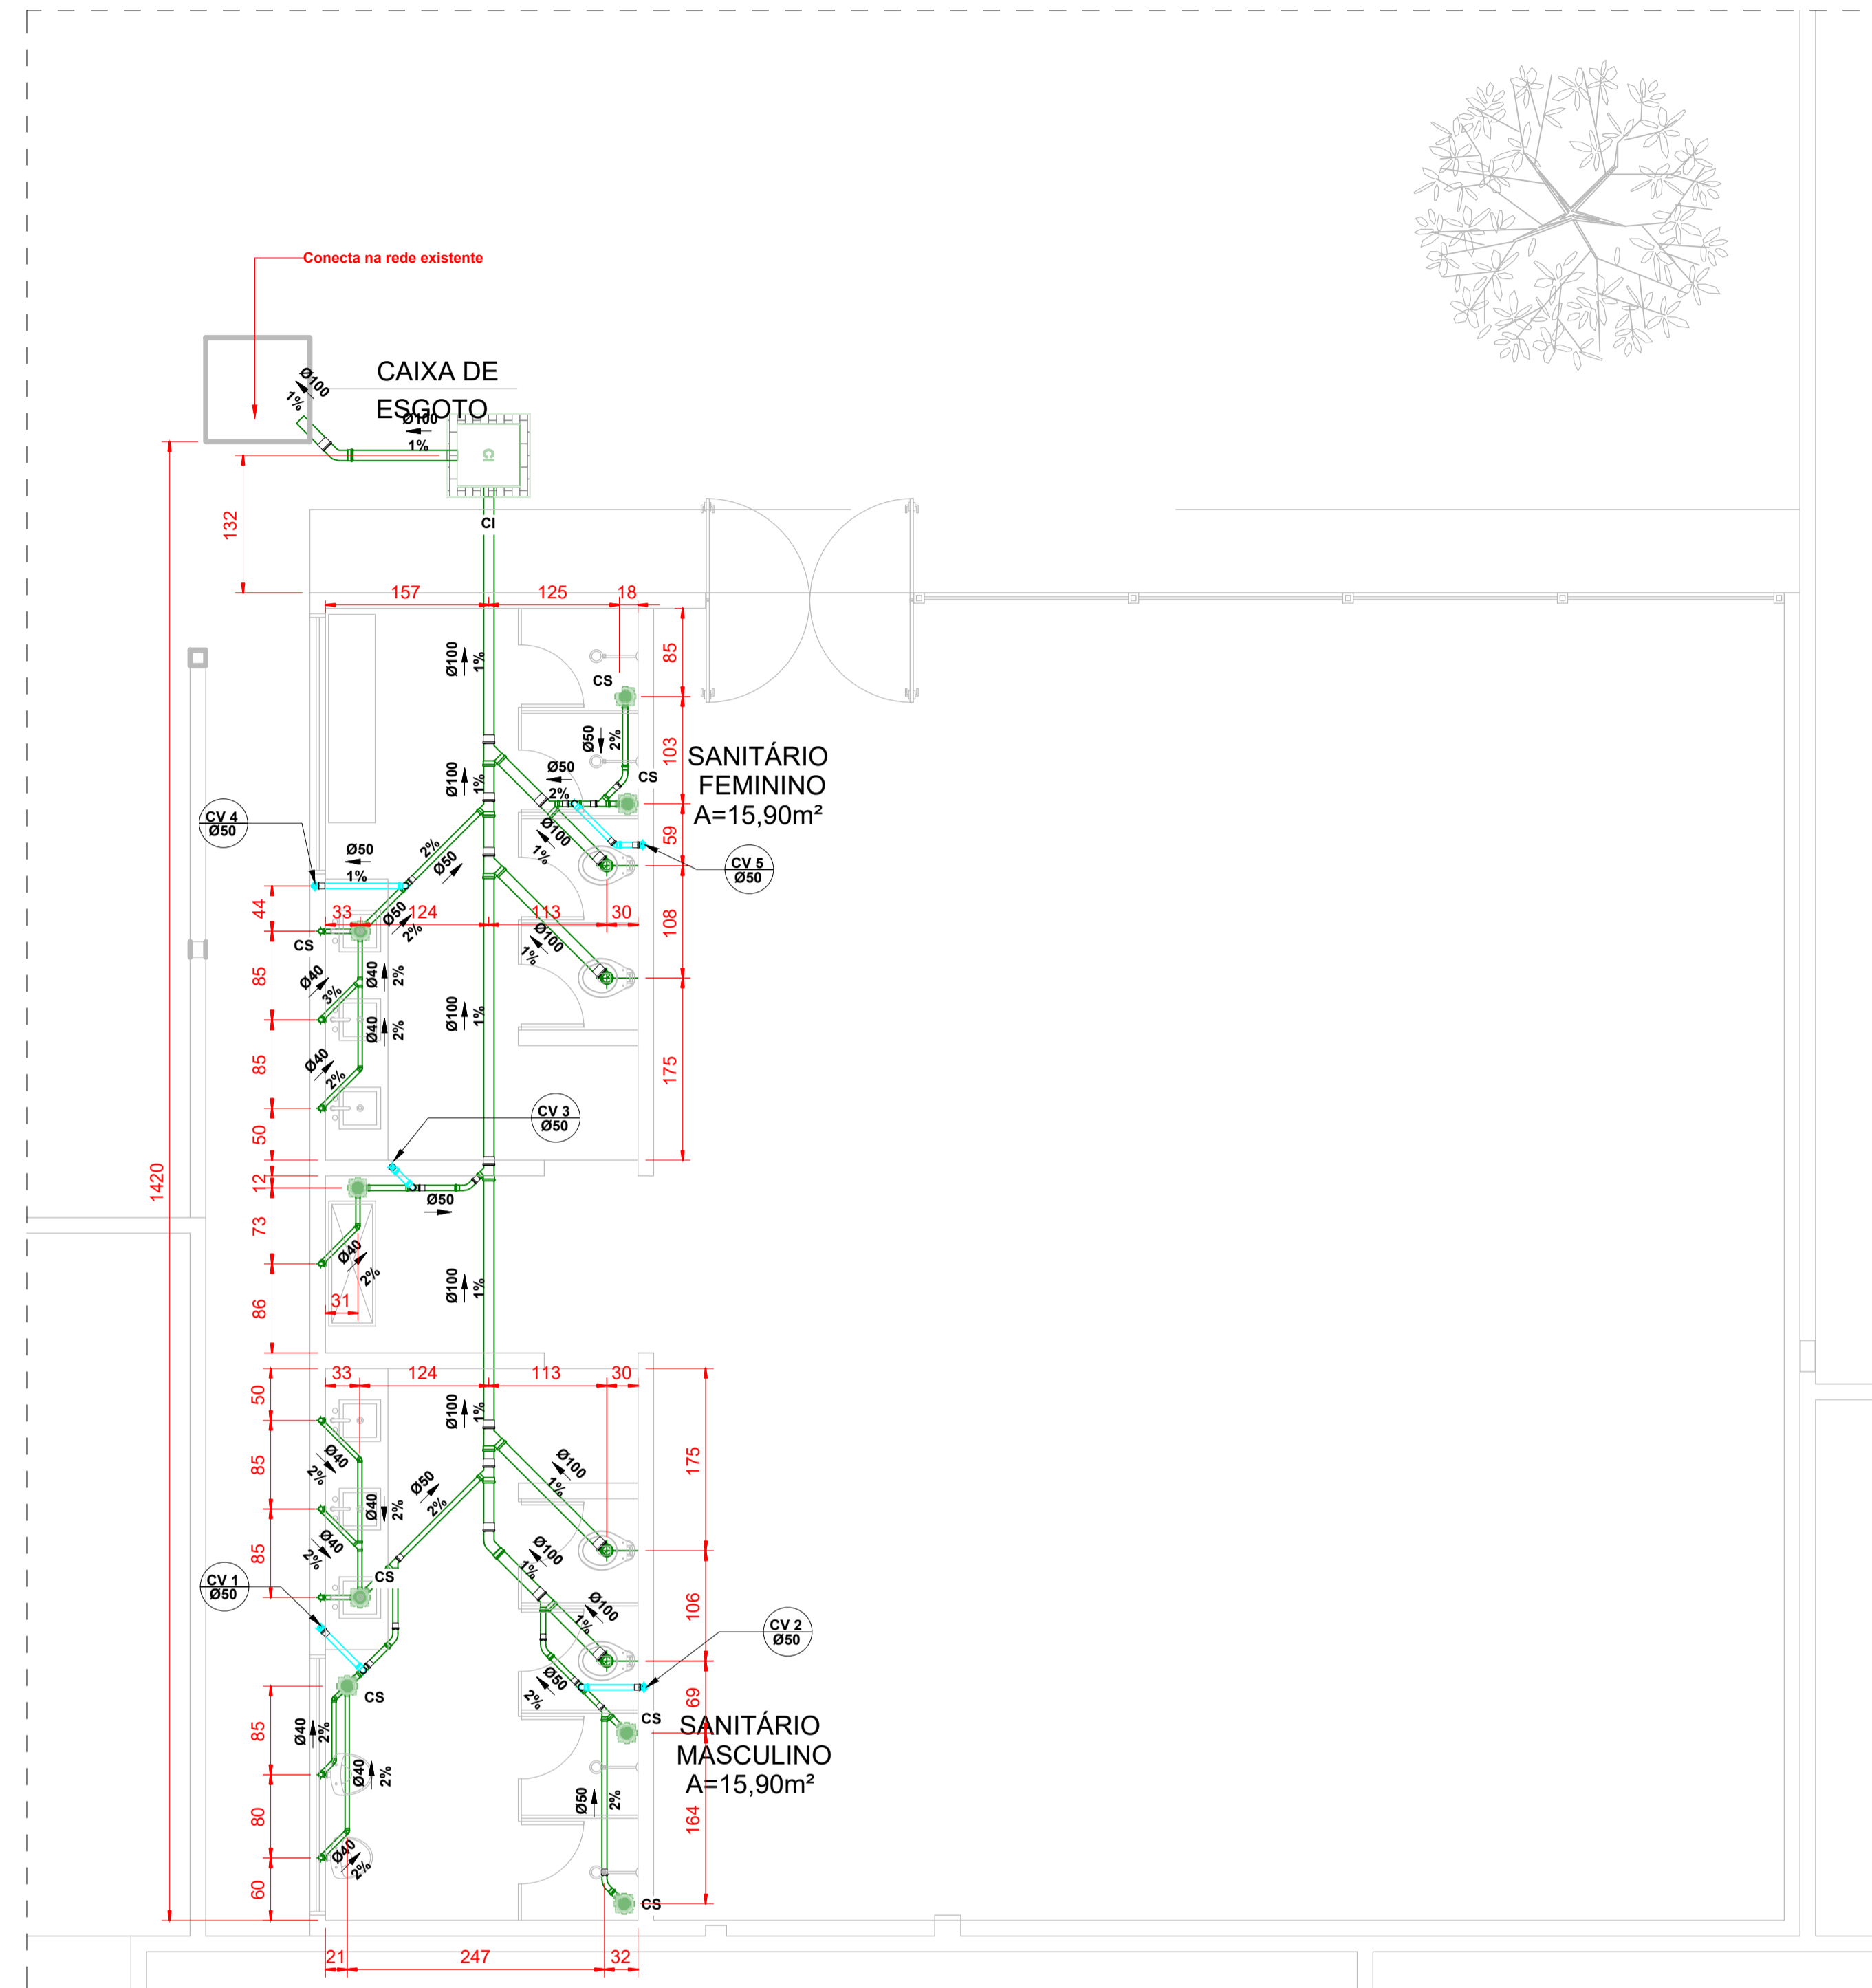 Conecta na rede existente
CAIXA DE
ESGOTO
Ø100
1%
Ø100
1%
CI
CI
132
157
125
18
85
Ø100
1%
CS
Ø50
2%
103
SANITÁRIO
FEMININO
A=15,90m²
Ø100
1%
Ø50
2%
CS
CV 4
Ø50
Ø50
1%
2%
Ø50
Ø100
1%
59
CV 5
Ø50
44
33
124
113
30
Ø50
2%
CS
108
Ø100
1%
85
Ø40
3%
Ø40
2%
Ø40
2%
Ø100
1%
85
Ø40
2%
175
50
CV 3
Ø50
1420
12
Ø50
73
Ø40
2%
86
31
Ø100
1%
33
124
113
30
50
Ø100
1%
85
Ø40
2%
Ø40
2%
Ø50
2%
Ø100
1%
175
85
Ø40
2%
CS
Ø100
1%
CV 1
Ø50
Ø100
1%
106
CV 2
Ø50
CS
Ø50
2%
69
CS
SANITÁRIO
MASCULINO
A=15,90m²
85
Ø40
2%
Ø40
2%
80
Ø50
2%
164
Ø40
2%
60
CS
21
247
32